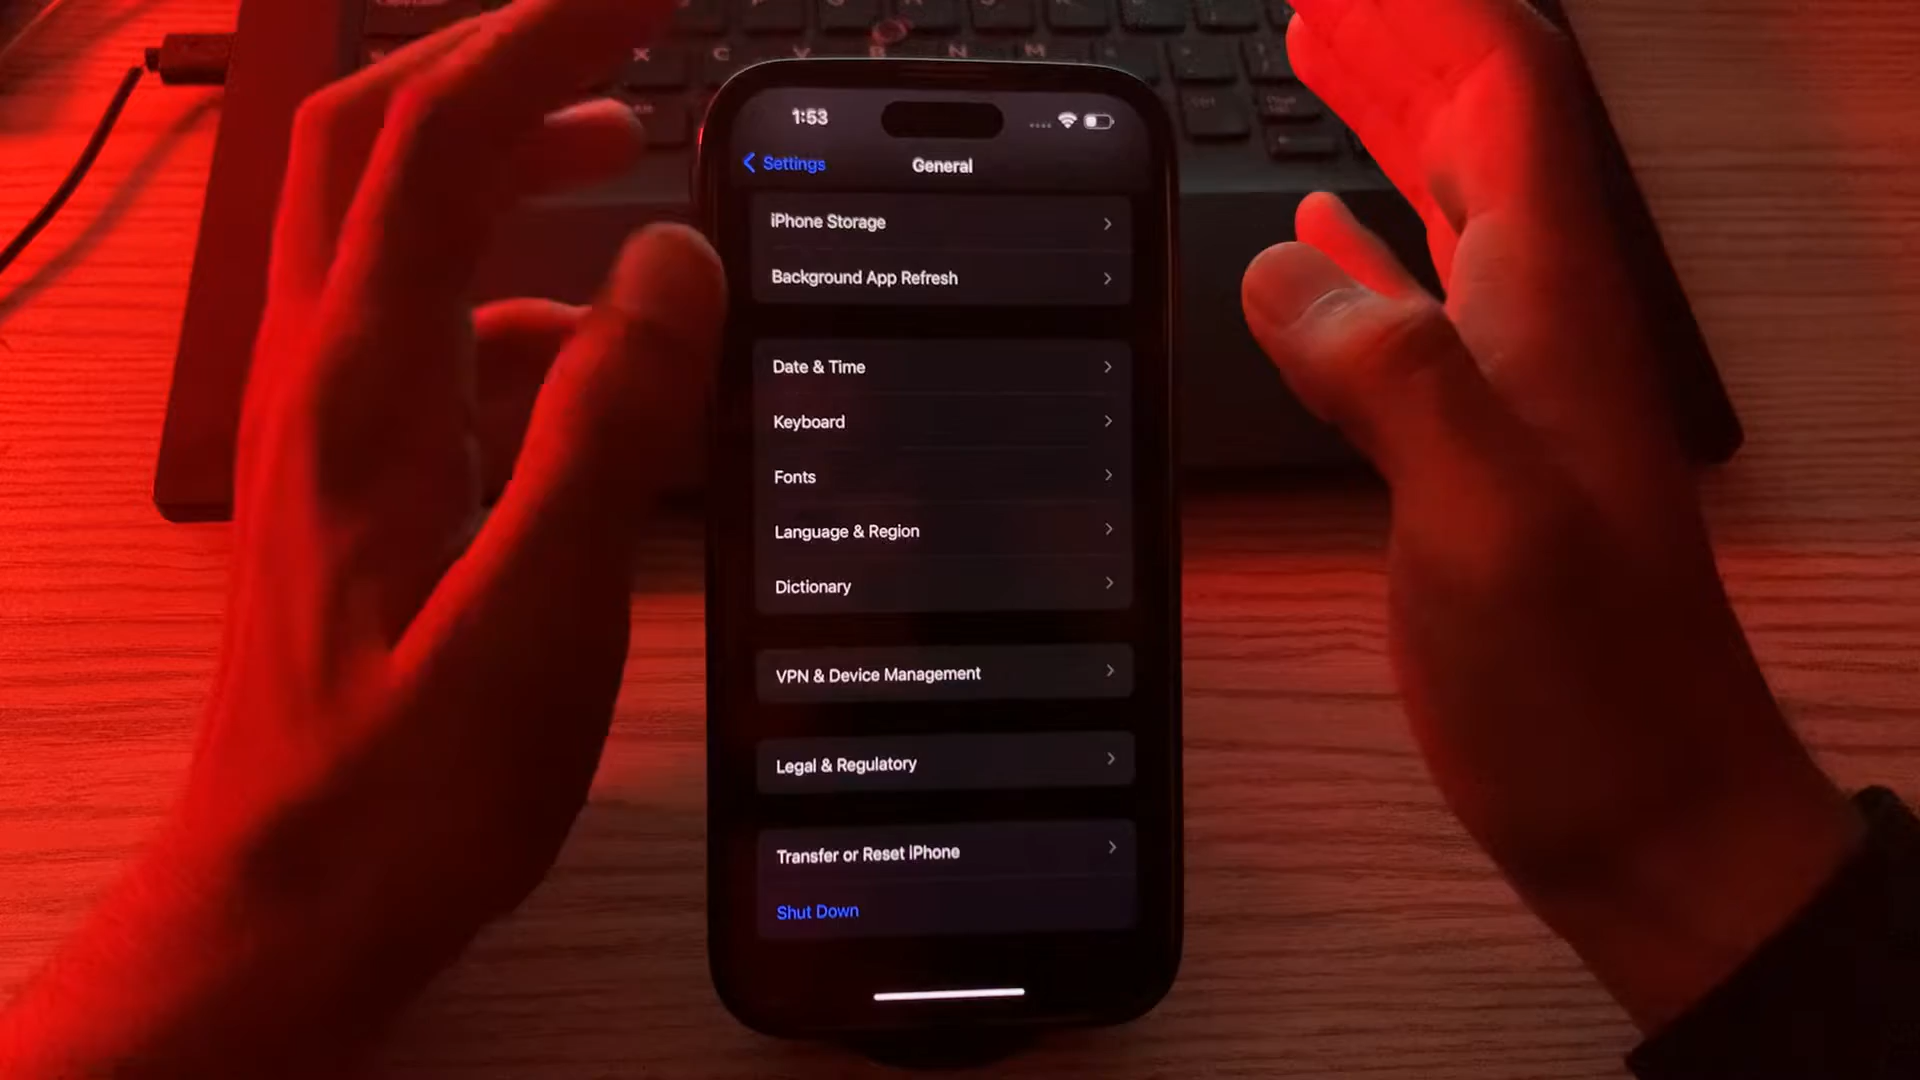 X C V B N M
1:53
Settings
General
iPhone Storage
Background App Refresh
Date & Time
Keyboard
Fonts
Language & Region
Dictionary
VPN & Device Management
Legal & Regulatory
Transfer or Reset iPhone
Shut Down